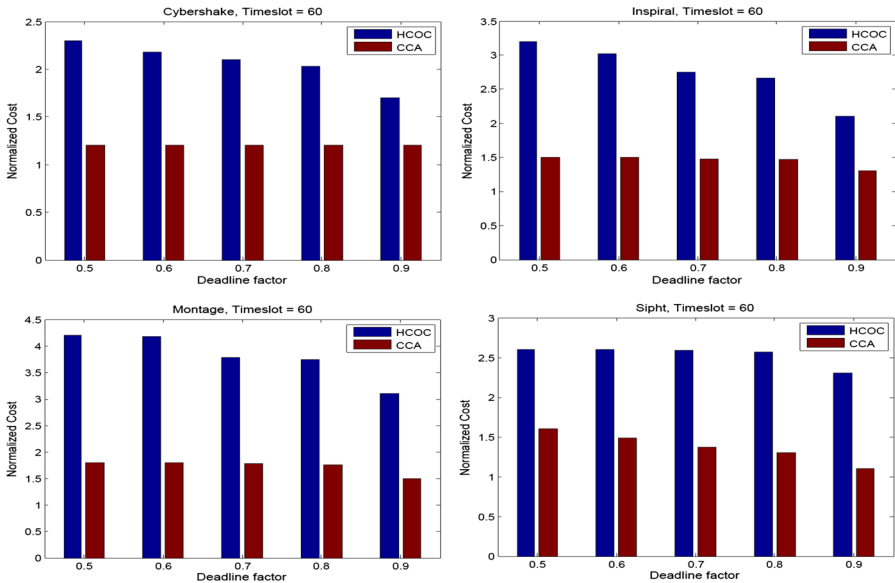 Cybershake, Timeslot = 60
HCOC
CCA
Normalized Cost
2.5
2
1.5
1
0.5
0
0.5 0.6 0.7 0.8 0.9
Deadline factor
Inspiral, Timeslot = 60
HCOC
CCA
Normalized Cost
3.5
3
2.5
2
1.5
1
0.5
0
0.5 0.6 0.7 0.8 0.9
Deadline factor
Montage, Timeslot = 60
HCOC
CCA
Normalized Cost
4.5
4
3.5
3
2.5
2
1.5
1
0.5
0
0.5 0.6 0.7 0.8 0.9
Deadline factor
Sipht, Timeslot = 60
HCOC
CCA
Normalized Cost
3
2.5
2
1.5
1
0.5
0
0.5 0.6 0.7 0.8 0.9
Deadline factor